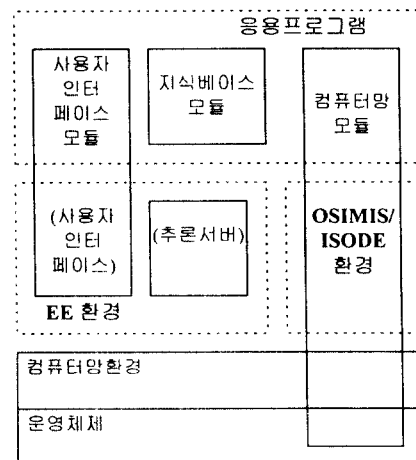 응용프로그램
사용자
인터
페이스
모듈
지식베이스
모듈
컴퓨터망
모듈
(사용자
인터
페이스)
(추론서버)
OSIMIS/
ISODE
환경
EE 환경
컴퓨터망환경
운영체제